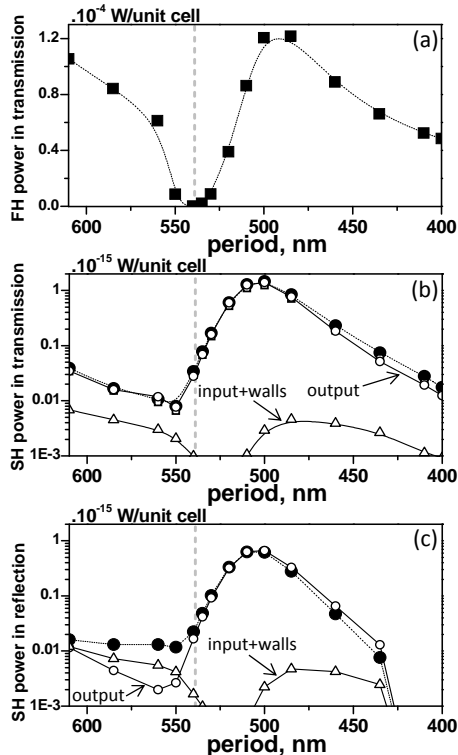 .10⁻⁴ W/unit cell
(a)
FH power in transmission
1.2
0.8
0.4
0.0
600 550 500 450 400
period, nm
.10⁻¹⁵ W/unit cell
(b)
SH power in transmission
1
0.1
0.01
1E-3
input+walls
output
600 550 500 450 400
period, nm
.10⁻¹⁵ W/unit cell
(c)
SH power in reflection
1
0.1
0.01
1E-3
input+walls
output
600 550 500 450 400
period, nm